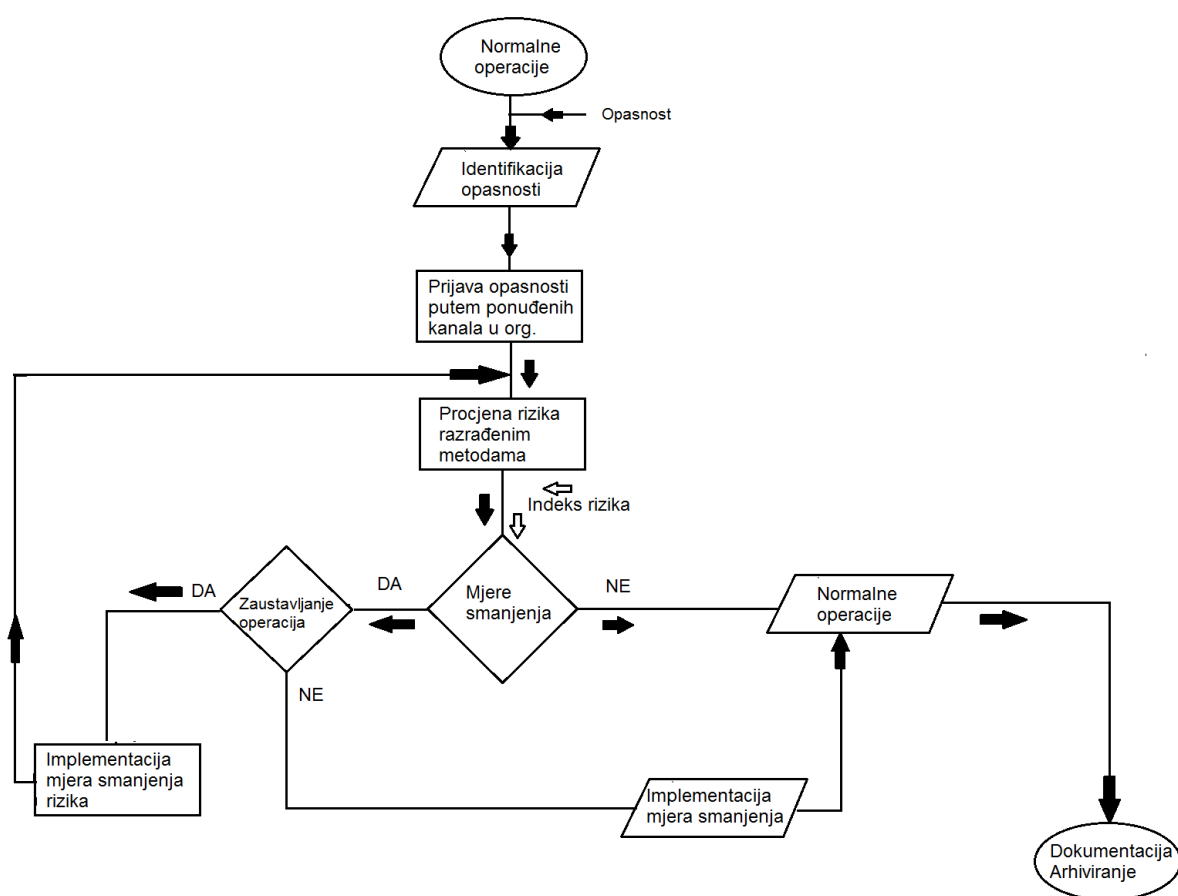 Normalne
operacije
Opasnost
Identifikacija
opasnosti
Prijava opasnosti
putem ponuđenih
kanala u org.
Procjena rizika
razrađenim
metodama
Indeks rizika
DA
Zaustavljanje
operacija
DA
Mjere
smanjenja
NE
Normalne
operacije
NE
Implementacija
mjera smanjenja
rizika
Implementacija
mjera smanjenja
Dokumentacija
Arhiviranje